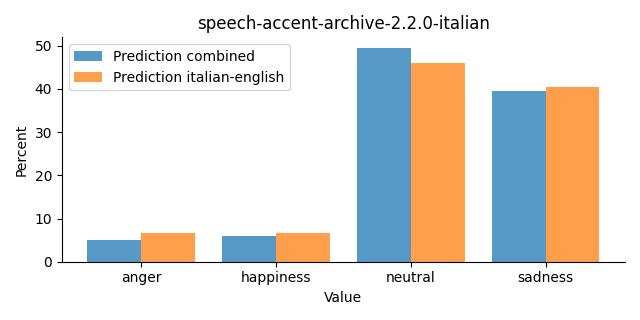 speech-accent-archive-2.2.0-italian
Prediction combined
Prediction italian-english
Percent
50
40
30
20
10
0
anger happiness neutral sadness
Value